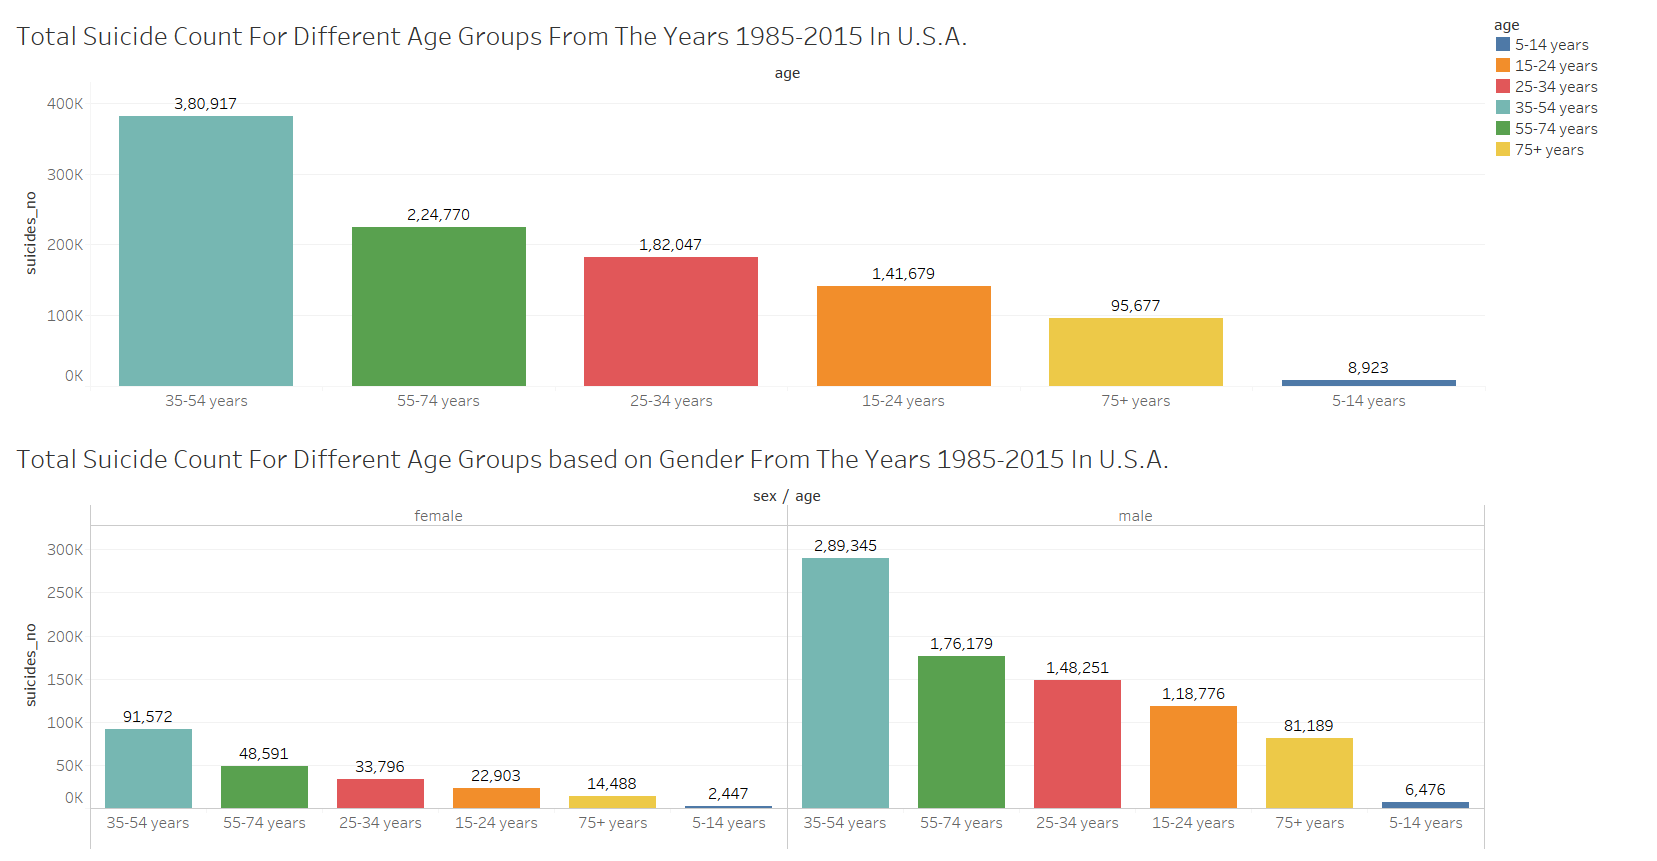 Total Suicide Count For Different Age Groups From The Years 1985-2015 In U.S.A.
age
400K
300K
200K
100K
0K
suicides_no
3,80,917
2,24,770
1,82,047
1,41,679
95,677
8,923
35-54 years
55-74 years
25-34 years
15-24 years
75+ years
5-14 years
age
5-14 years
15-24 years
25-34 years
35-54 years
55-74 years
75+ years
Total Suicide Count For Different Age Groups based on Gender From The Years 1985-2015 In U.S.A.
sex / age
female
male
300K
250K
200K
150K
100K
50K
0K
suicides_no
91,572
48,591
33,796
22,903
14,488
2,447
2,89,345
1,76,179
1,48,251
1,18,776
81,189
6,476
35-54 years
55-74 years
25-34 years
15-24 years
75+ years
5-14 years
35-54 years
55-74 years
25-34 years
15-24 years
75+ years
5-14 years